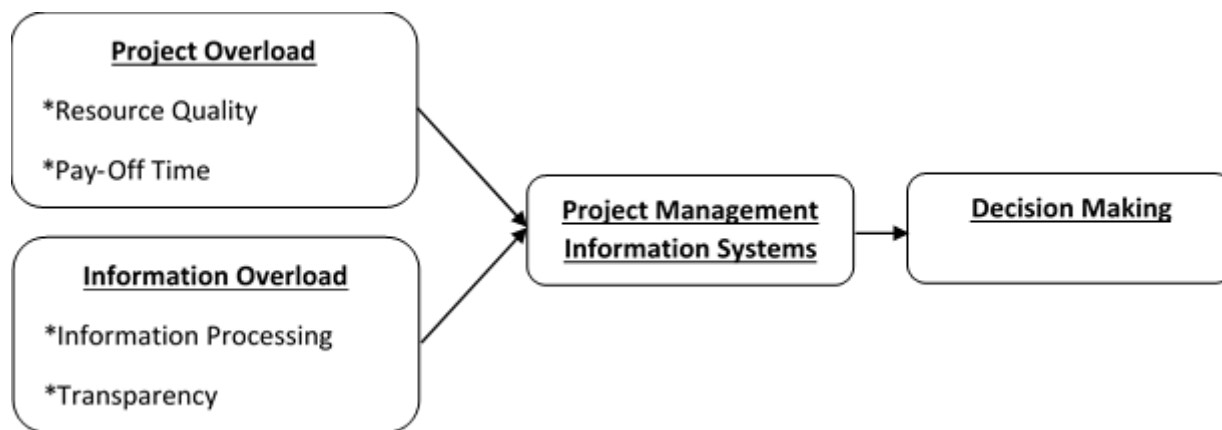 Project Overload
*Resource Quality
*Pay-Off Time
Information Overload
*Information Processing
*Transparency
Project Management
Information Systems
Decision Making